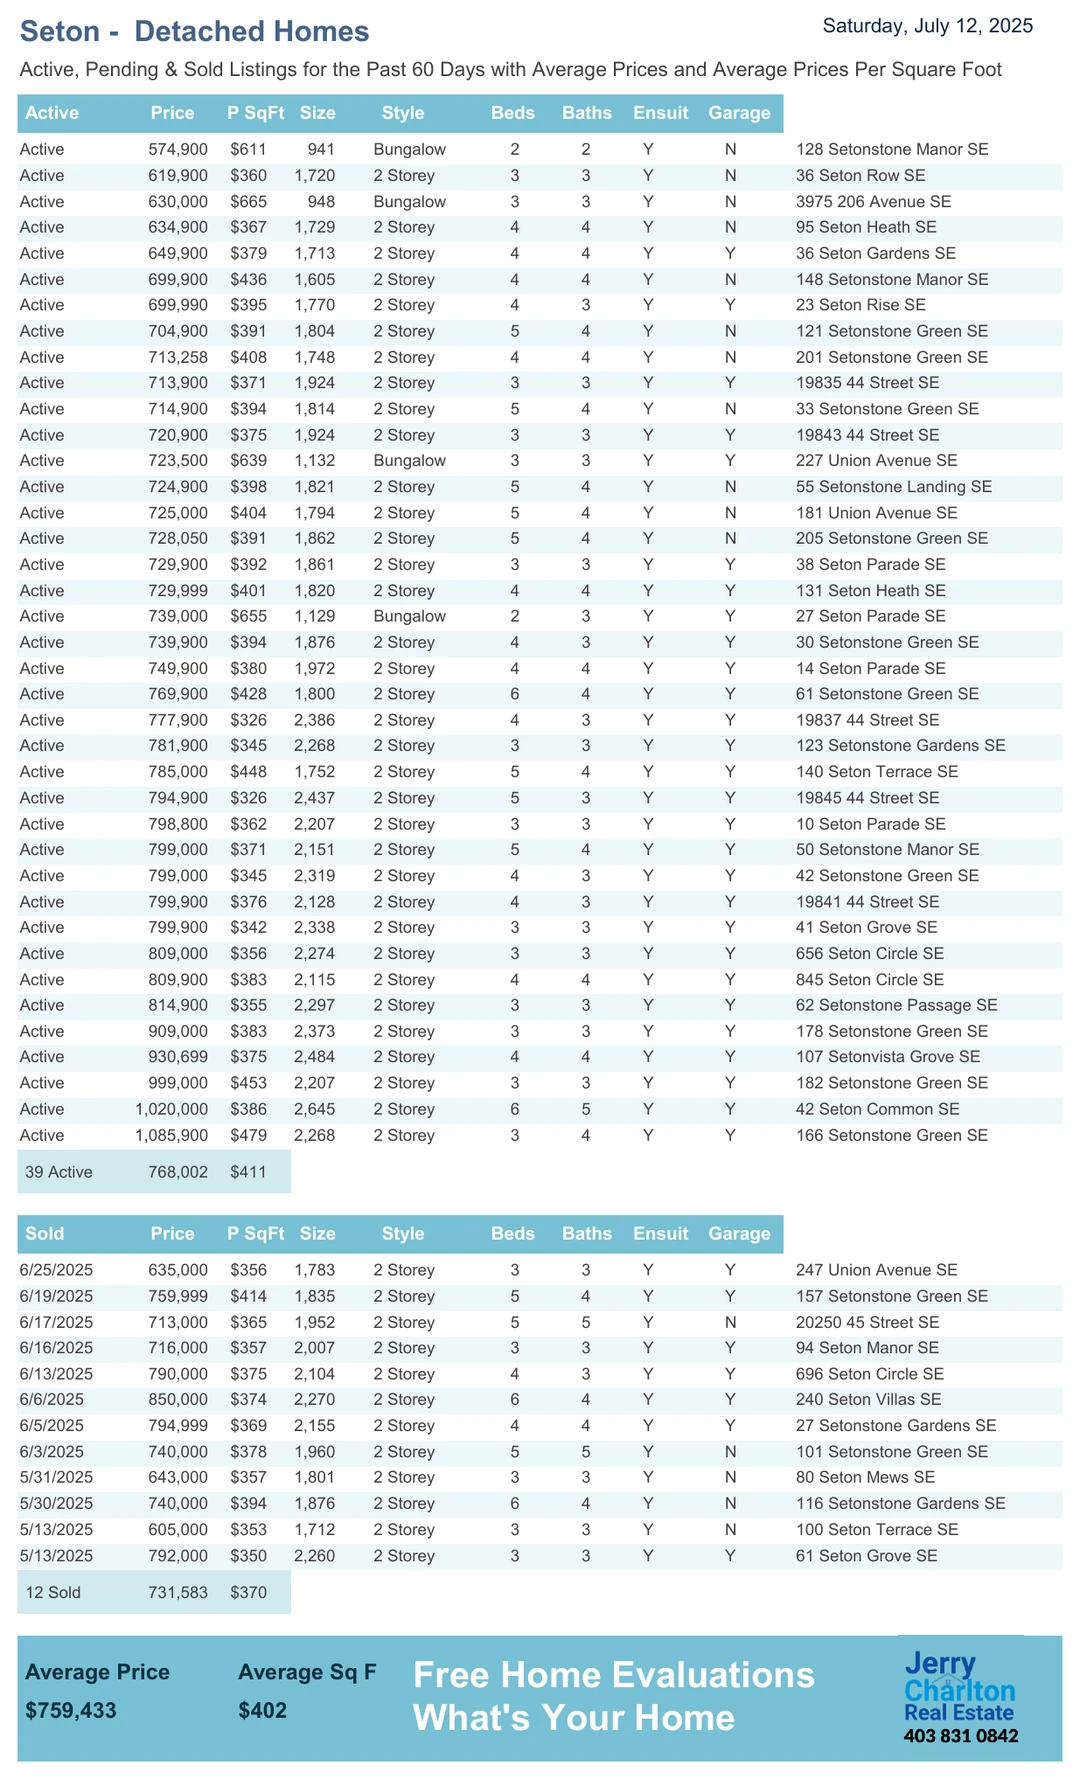 Seton -  Detached Homes
Saturday, July 12, 2025
Active, Pending & Sold Listings for the Past 60 Days with Average Prices and Average Prices Per Square Foot
Active Price P SqFt Size Style Beds Baths Ensuit Garage
Active 574,900 $611 941 Bungalow 2 2 Y N 128 Setonstone Manor SE
Active 619,900 $360 1,720 2 Storey 3 3 Y N 36 Seton Row SE
Active 630,000 $665 948 Bungalow 3 3 Y N 3975 206 Avenue SE
Active 634,900 $367 1,729 2 Storey 4 4 Y N 95 Seton Heath SE
Active 649,900 $379 1,713 2 Storey 4 4 Y Y 36 Seton Gardens SE
Active 699,900 $436 1,605 2 Storey 4 4 Y N 148 Setonstone Manor SE
Active 699,990 $395 1,770 2 Storey 4 3 Y Y 23 Seton Rise SE
Active 704,900 $391 1,804 2 Storey 5 4 Y N 121 Setonstone Green SE
Active 713,258 $408 1,748 2 Storey 4 4 Y N 201 Setonstone Green SE
Active 713,900 $371 1,924 2 Storey 3 3 Y Y 19835 44 Street SE
Active 714,900 $394 1,814 2 Storey 5 4 Y N 33 Setonstone Green SE
Active 720,900 $375 1,924 2 Storey 3 3 Y Y 19843 44 Street SE
Active 723,500 $639 1,132 Bungalow 3 3 Y Y 227 Union Avenue SE
Active 724,900 $398 1,821 2 Storey 5 4 Y N 55 Setonstone Landing SE
Active 725,000 $404 1,794 2 Storey 5 4 Y N 181 Union Avenue SE
Active 728,050 $391 1,862 2 Storey 5 4 Y N 205 Setonstone Green SE
Active 729,900 $392 1,861 2 Storey 3 3 Y Y 38 Seton Parade SE
Active 729,999 $401 1,820 2 Storey 4 4 Y Y 131 Seton Heath SE
Active 739,000 $655 1,129 Bungalow 2 3 Y Y 27 Seton Parade SE
Active 739,900 $394 1,876 2 Storey 4 3 Y Y 30 Setonstone Green SE
Active 749,900 $380 1,972 2 Storey 4 4 Y Y 14 Seton Parade SE
Active 769,900 $428 1,800 2 Storey 6 4 Y Y 61 Setonstone Green SE
Active 777,900 $326 2,386 2 Storey 4 3 Y Y 19837 44 Street SE
Active 781,900 $345 2,268 2 Storey 3 3 Y Y 123 Setonstone Gardens SE
Active 785,000 $448 1,752 2 Storey 5 4 Y Y 140 Seton Terrace SE
Active 794,900 $326 2,437 2 Storey 5 3 Y Y 19845 44 Street SE
Active 798,800 $362 2,207 2 Storey 3 3 Y Y 10 Seton Parade SE
Active 799,000 $371 2,151 2 Storey 5 4 Y Y 50 Setonstone Manor SE
Active 799,000 $345 2,319 2 Storey 4 3 Y Y 42 Setonstone Green SE
Active 799,900 $376 2,128 2 Storey 4 3 Y Y 19841 44 Street SE
Active 799,900 $342 2,338 2 Storey 3 3 Y Y 41 Seton Grove SE
Active 809,000 $356 2,274 2 Storey 3 3 Y Y 656 Seton Circle SE
Active 809,900 $383 2,115 2 Storey 4 4 Y Y 845 Seton Circle SE
Active 814,900 $355 2,297 2 Storey 3 3 Y Y 62 Setonstone Passage SE
Active 909,000 $383 2,373 2 Storey 3 3 Y Y 178 Setonstone Green SE
Active 930,699 $375 2,484 2 Storey 4 4 Y Y 107 Setonvista Grove SE
Active 999,000 $453 2,207 2 Storey 3 3 Y Y 182 Setonstone Green SE
Active 1,020,000 $386 2,645 2 Storey 6 5 Y Y 42 Seton Common SE
Active 1,085,900 $479 2,268 2 Storey 3 4 Y Y 166 Setonstone Green SE
39 Active 768,002 $411
Sold Price P SqFt Size Style Beds Baths Ensuit Garage
6/25/2025 635,000 $356 1,783 2 Storey 3 3 Y Y 247 Union Avenue SE
6/19/2025 759,999 $414 1,835 2 Storey 5 4 Y Y 157 Setonstone Green SE
6/17/2025 713,000 $365 1,952 2 Storey 5 5 Y N 20250 45 Street SE
6/16/2025 716,000 $357 2,007 2 Storey 3 3 Y Y 94 Seton Manor SE
6/13/2025 790,000 $375 2,104 2 Storey 4 3 Y Y 696 Seton Circle SE
6/6/2025 850,000 $374 2,270 2 Storey 6 4 Y Y 240 Seton Villas SE
6/5/2025 794,999 $369 2,155 2 Storey 4 4 Y Y 27 Setonstone Gardens SE
6/3/2025 740,000 $378 1,960 2 Storey 5 5 Y N 101 Setonstone Green SE
5/31/2025 643,000 $357 1,801 2 Storey 3 3 Y N 80 Seton Mews SE
5/30/2025 740,000 $394 1,876 2 Storey 6 4 Y N 116 Setonstone Gardens SE
5/13/2025 605,000 $353 1,712 2 Storey 3 3 Y N 100 Seton Terrace SE
5/13/2025 792,000 $350 2,260 2 Storey 3 3 Y Y 61 Seton Grove SE
12 Sold 731,583 $370
Average Price Average Sq F
$759,433 $402
Free Home Evaluations
What's Your Home
Jerry
Charlton
Real Estate
403 831 0842